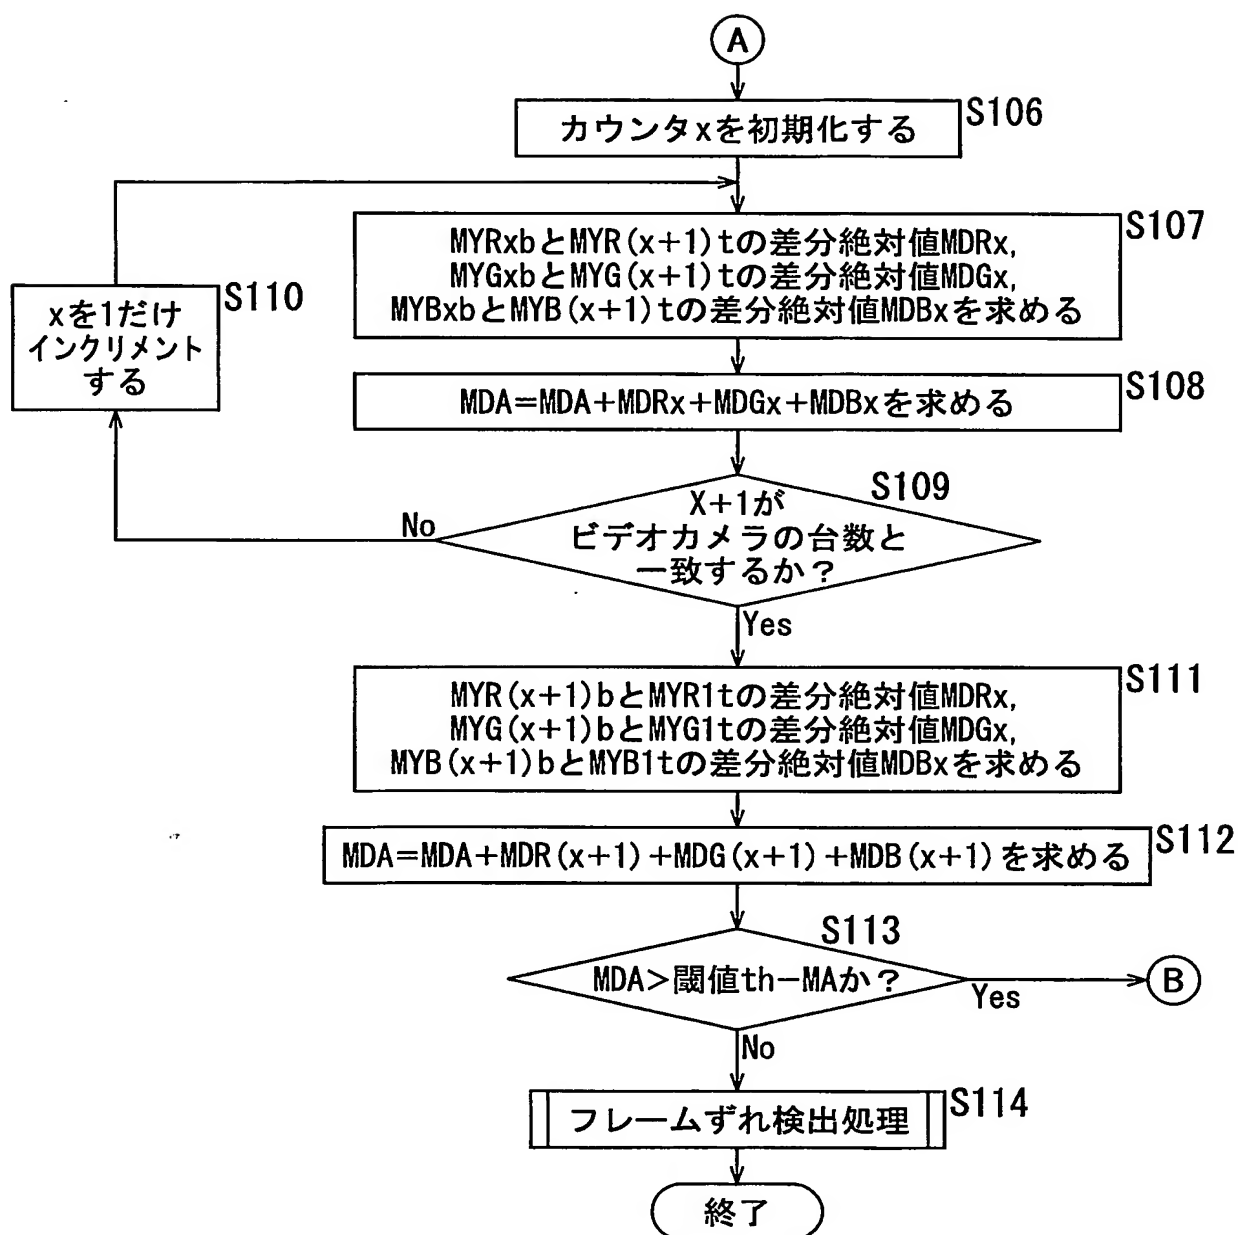 A
カウンタxを初期化する
S106
MYRxbとMYR(x+1)tの差分絶対値MDRx,
MYGxbとMYG(x+1)tの差分絶対値MDGx,
MYBxbとMYB(x+1)tの差分絶対値MDBxを求める
S107
xを1だけ
インクリメント
する
S110
MDA=MDA+MDRx+MDGx+MDBxを求める
S108
X+1が
ビデオカメラの台数と
一致するか?
S109
No
Yes
MYR(x+1)bとMYR1tの差分絶対値MDRx,
MYG(x+1)bとMYG1tの差分絶対値MDGx,
MYB(x+1)bとMYB1tの差分絶対値MDBxを求める
S111
MDA=MDA+MDR(x+1)+MDG(x+1)+MDB(x+1)を求める
S112
MDA>閾値th-MAか?
S113
Yes
B
No
フレームずれ検出処理
S114
終了